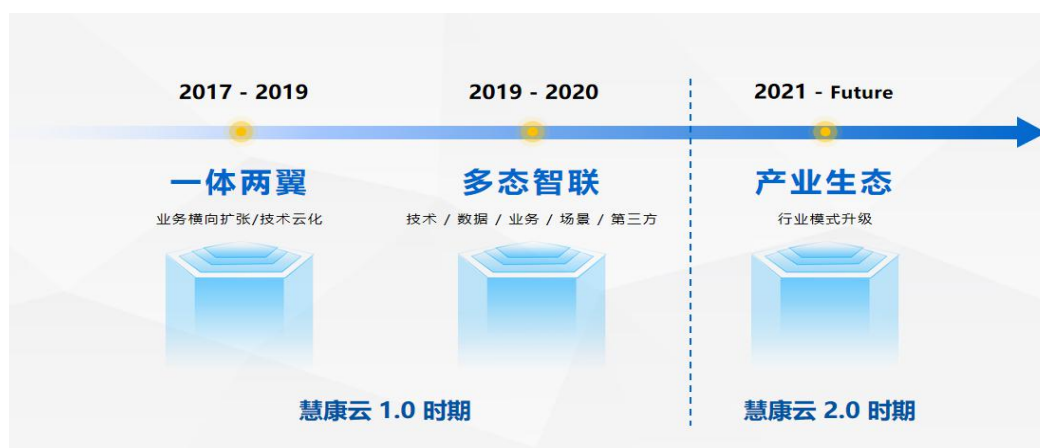 2017 - 2019
2019 - 2020
2021 - Future
一体两翼
多态智联
产业生态
业务横向扩张/技术云化
技术 / 数据 / 业务 / 场景 / 第三方
行业模式升级
慧康云 1.0 时期
慧康云 2.0 时期